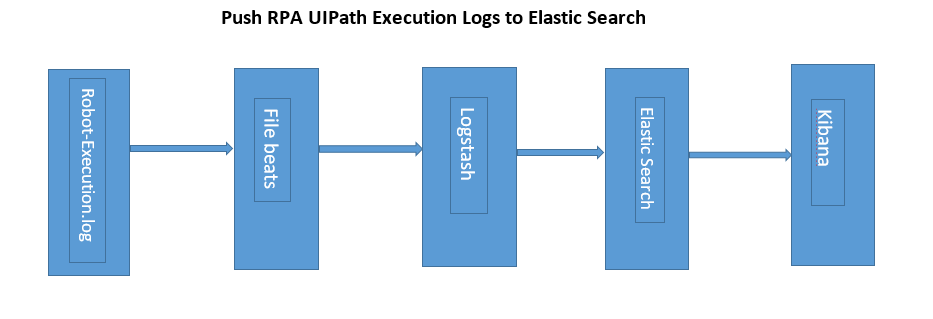 Push RPA UIPath Execution Logs to Elastic Search
Robot-Execution.log
File beats
Logstash
Elastic Search
Kibana